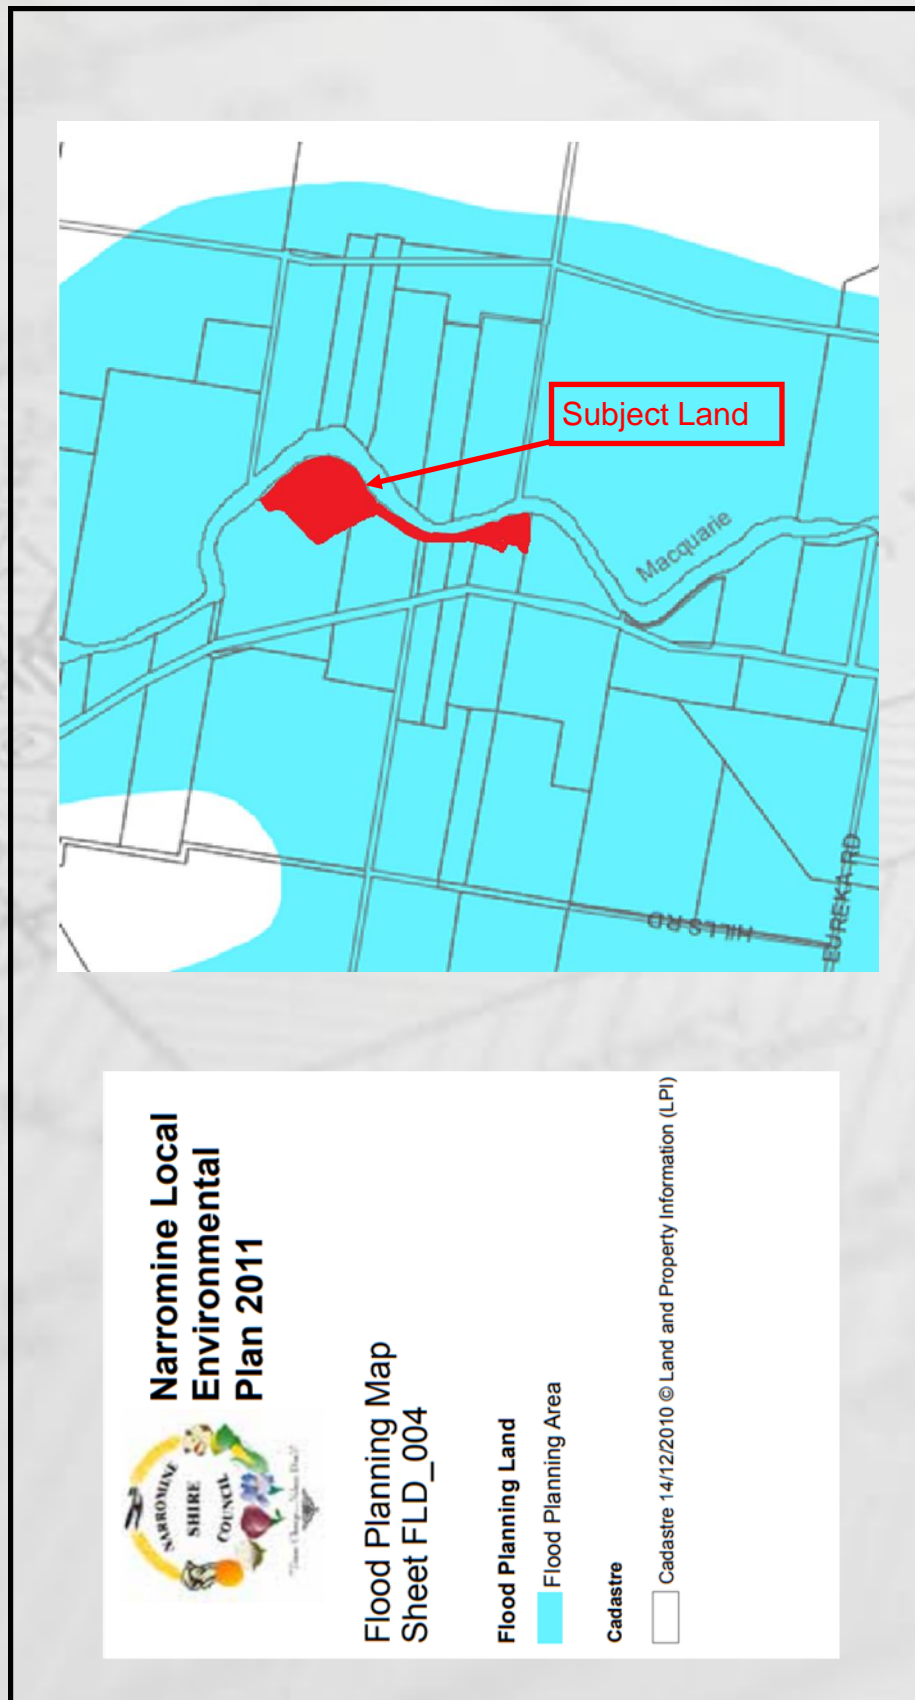 Subject Land
Macquarie
HILLS RD
EUREKA RD
Narromine Local
Environmental
Plan 2011
NARROMINE
SHIRE
COUNCIL
Flood Planning Map
Sheet FLD_004
Flood Planning Land
Flood Planning Area
Cadastre
Cadastre 14/12/2010 © Land and Property Information (LPI)